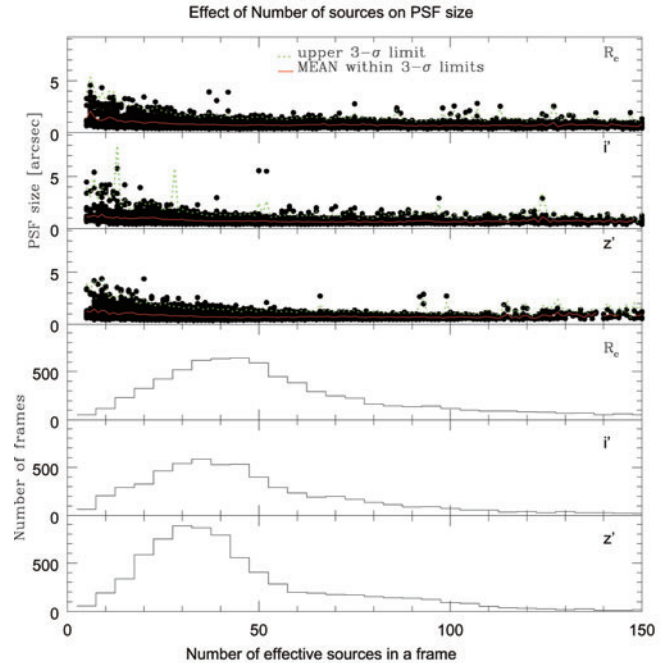 Effect of Number of sources on PSF size
upper 3-σ limit
MEAN within 3-σ limits
R_c
5
0
i'
5
0
z'
5
0
PSF size [arcsec]
R_c
500
0
i'
500
0
z'
500
0
Number of frames
0 50 100 150
Number of effective sources in a frame